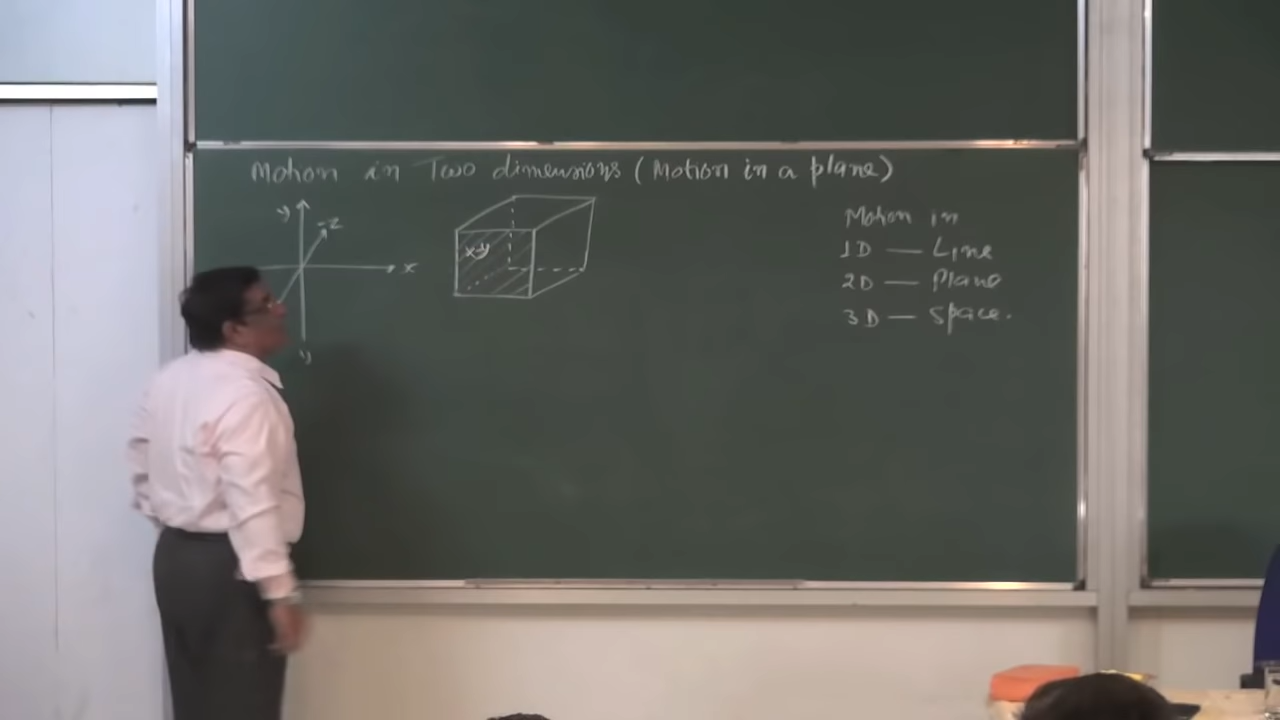 Motion in Two dimensions (Motion in a plane)
y
-z
x
y
x-y
Motion in
1D — Line
2D — Plane
3D — Space.